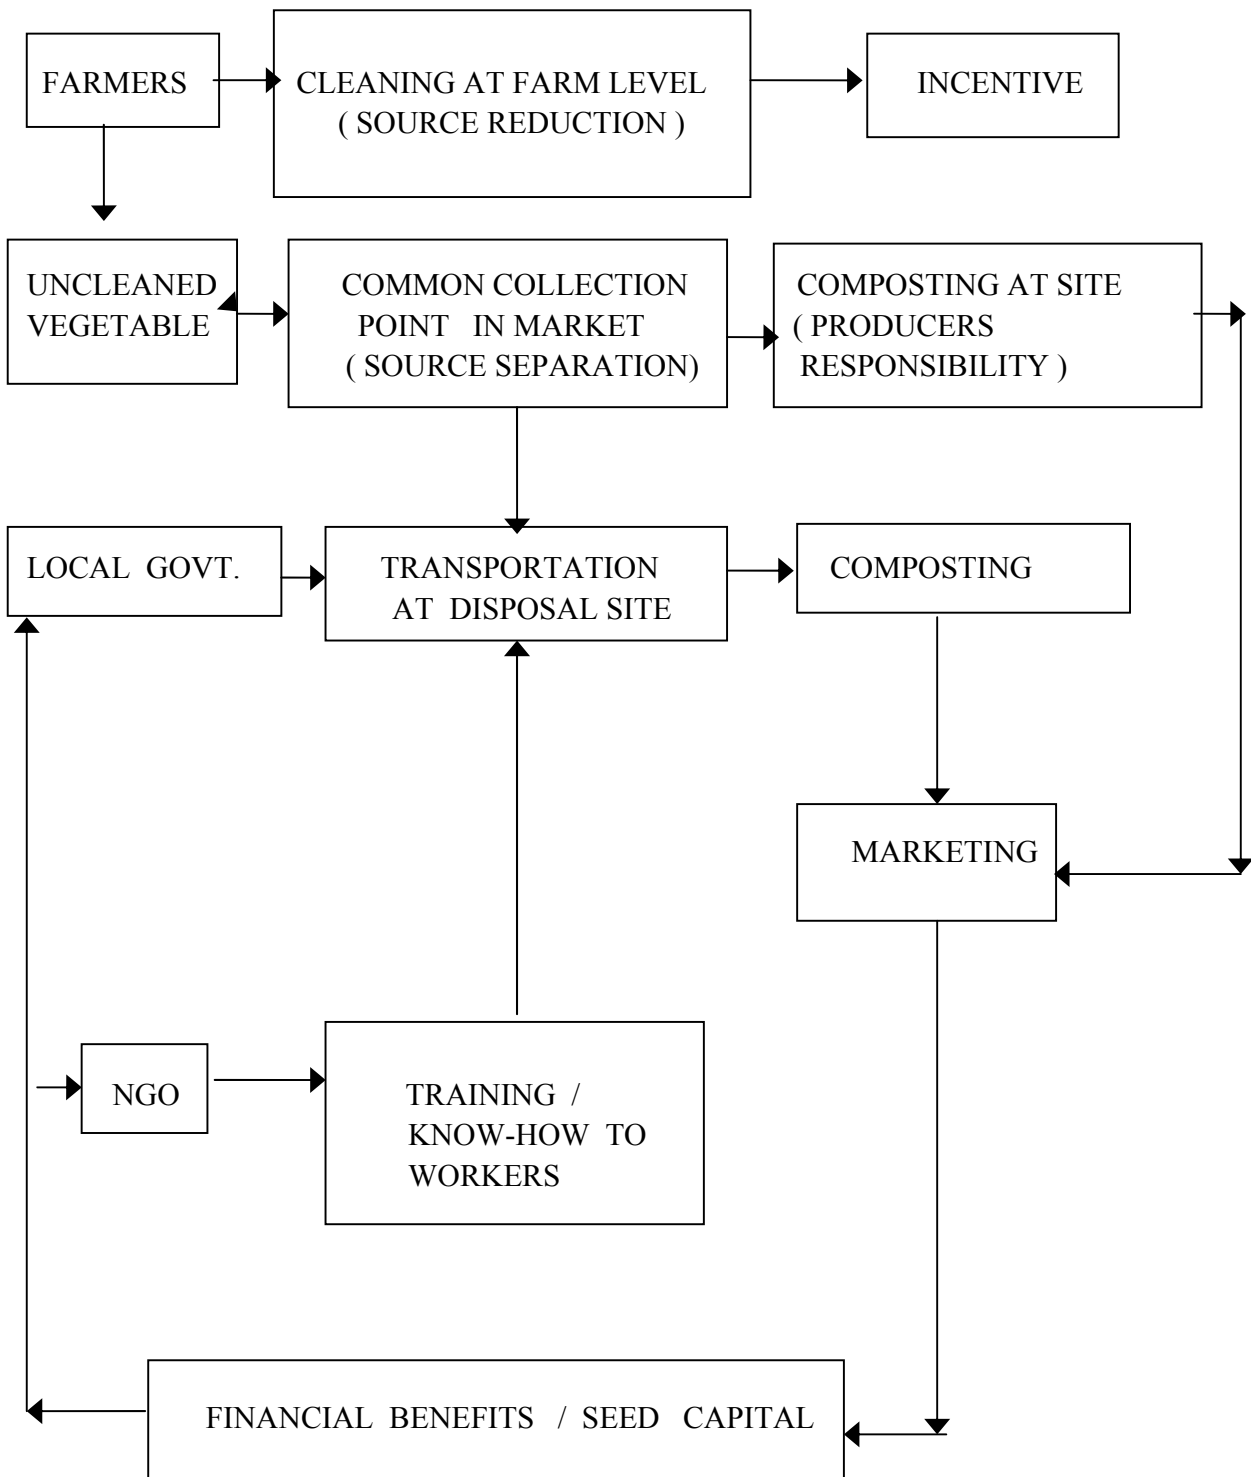 FARMERS
CLEANING AT FARM LEVEL
( SOURCE REDUCTION )
INCENTIVE
UNCLEANED
VEGETABLE
COMMON COLLECTION
POINT IN MARKET
( SOURCE SEPARATION)
COMPOSTING AT SITE
( PRODUCERS
RESPONSIBILITY )
LOCAL GOVT.
TRANSPORTATION
AT DISPOSAL SITE
COMPOSTING
MARKETING
NGO
TRAINING /
KNOW-HOW TO
WORKERS
FINANCIAL BENEFITS / SEED CAPITAL